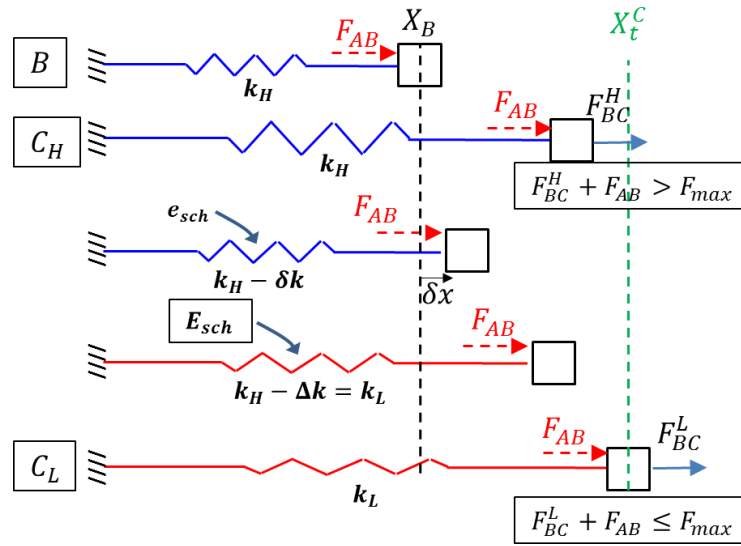 X_B
X_t^C
F_AB
B
k_H
F_AB
F_BC^H
C_H
k_H
F_BC^H + F_AB > F_max
e_sch
F_AB
k_H − δk
δx
E_sch
F_AB
k_H − Δk = k_L
F_AB
F_BC^L
C_L
k_L
F_BC^L + F_AB ≤ F_max